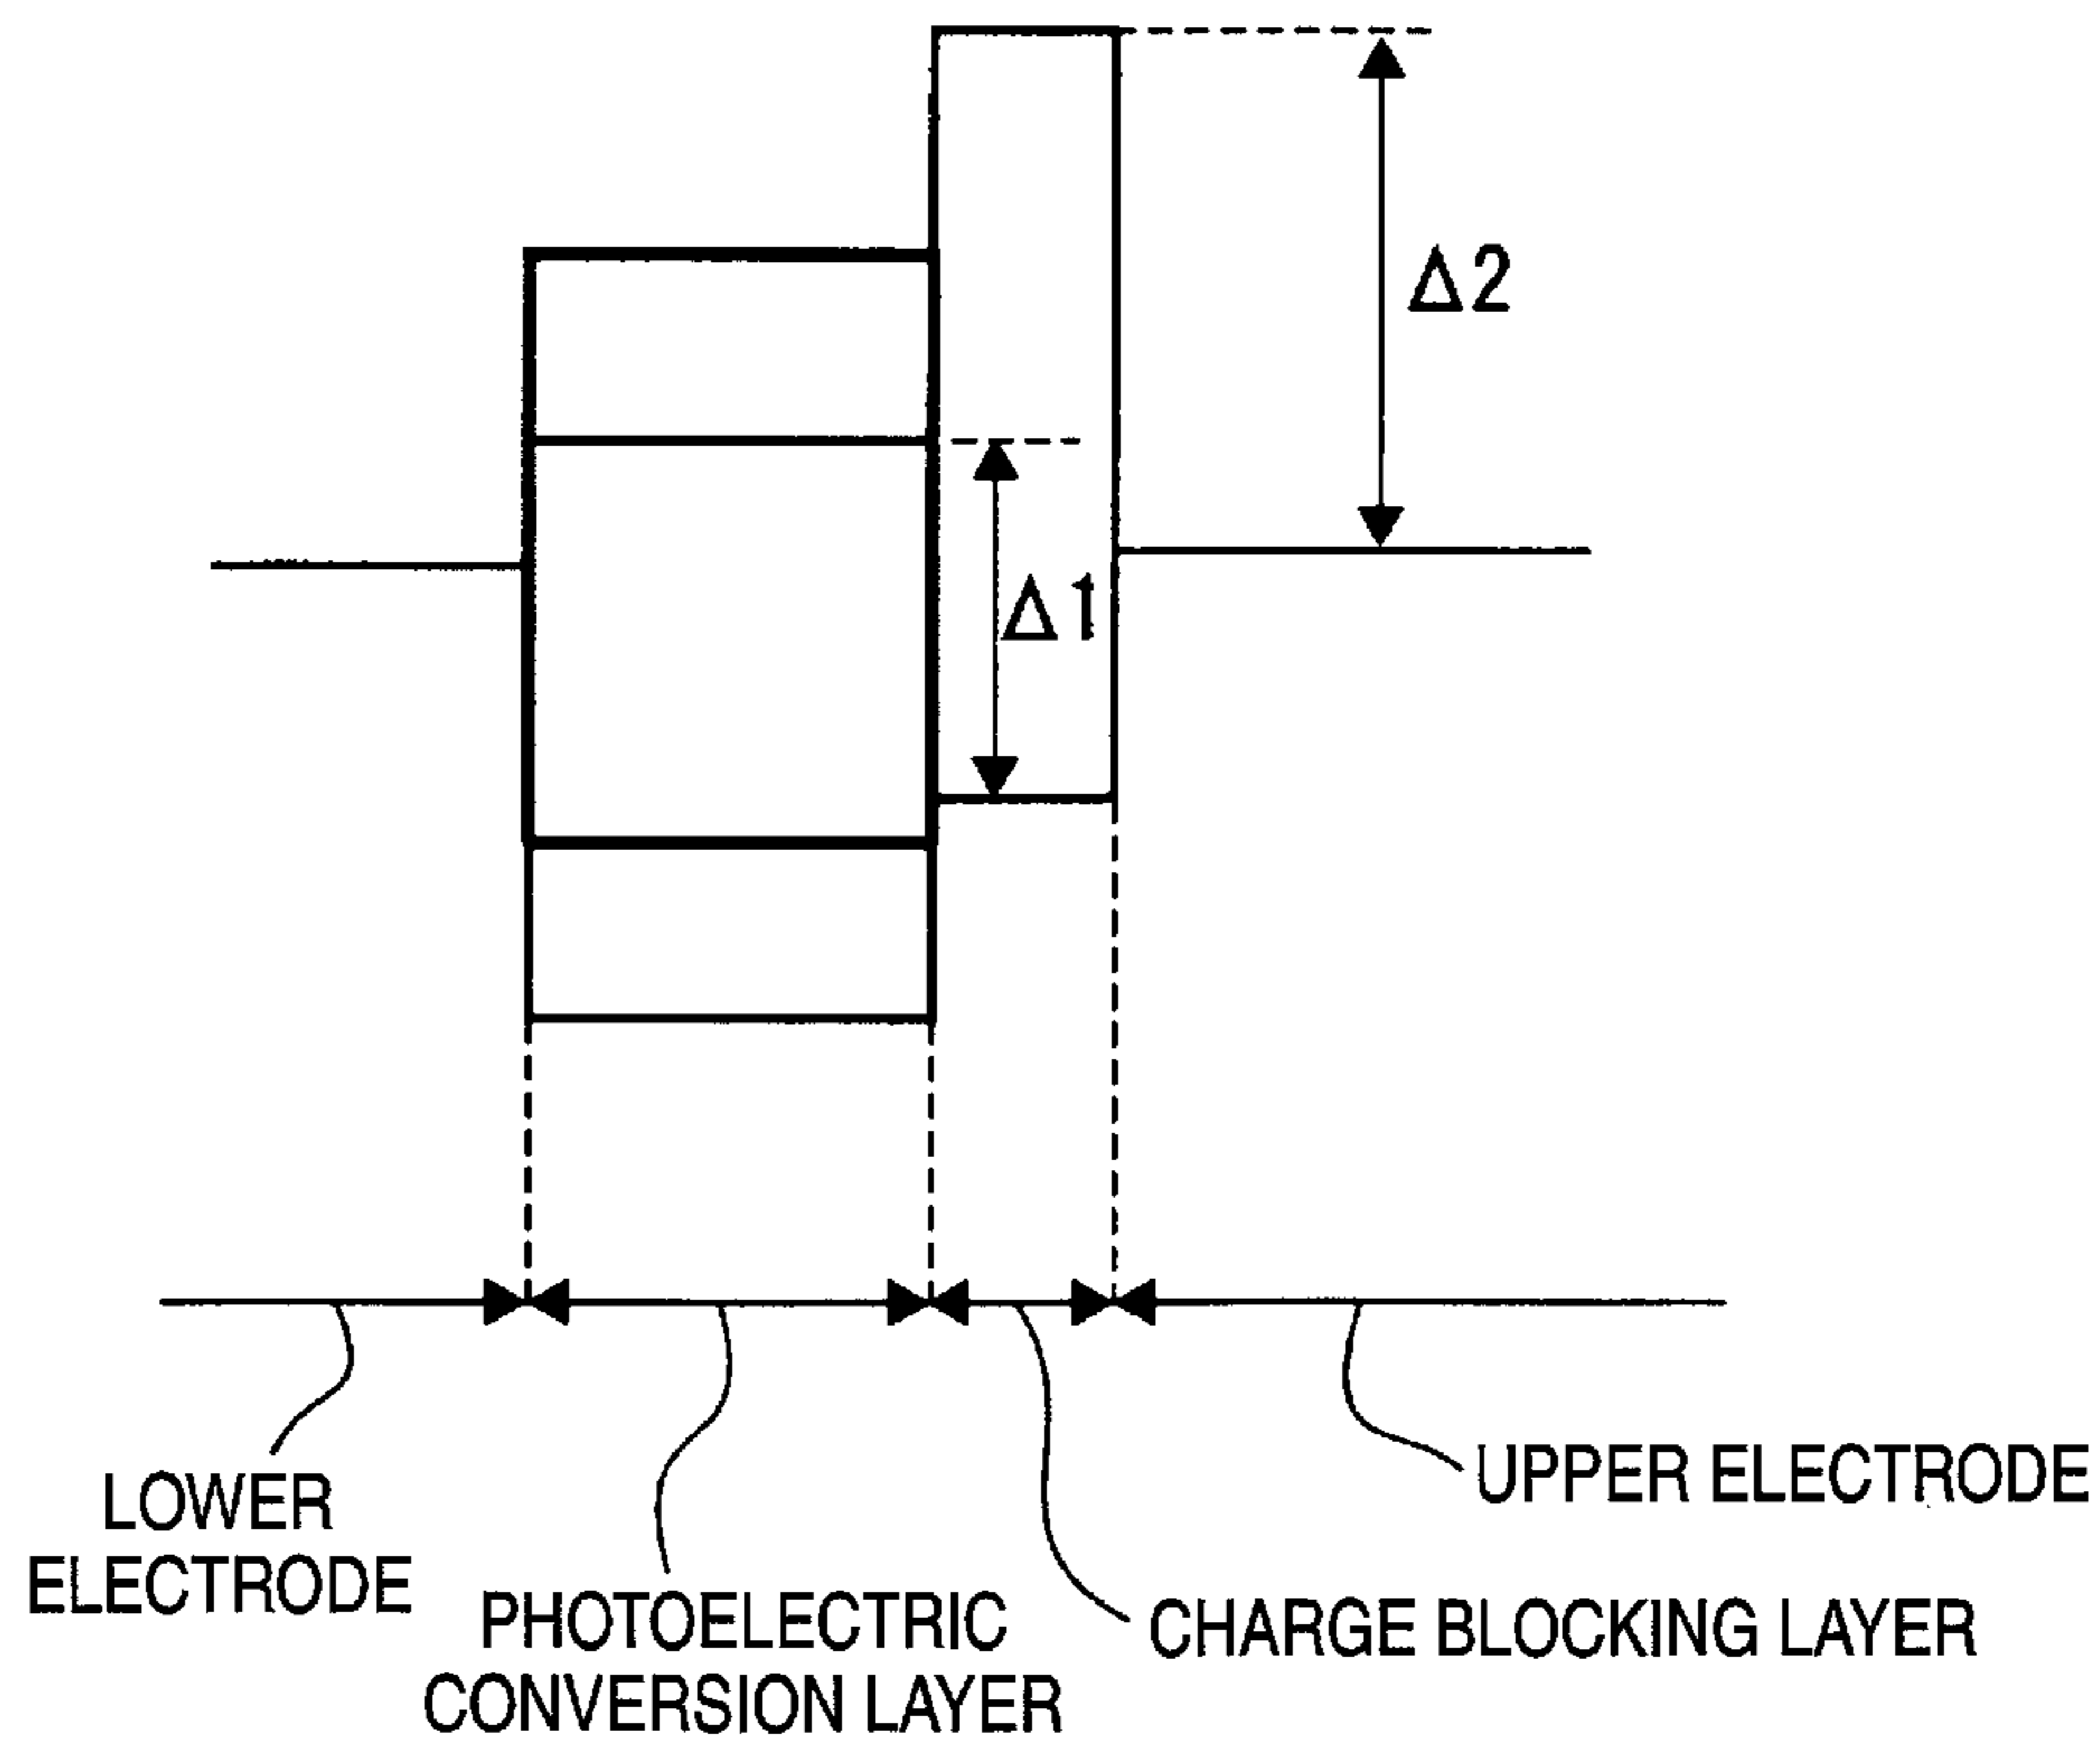 Δ2
Δ1
LOWER
ELECTRODE
PHOTOELECTRIC
CONVERSION LAYER
CHARGE BLOCKING LAYER
UPPER ELECTRODE